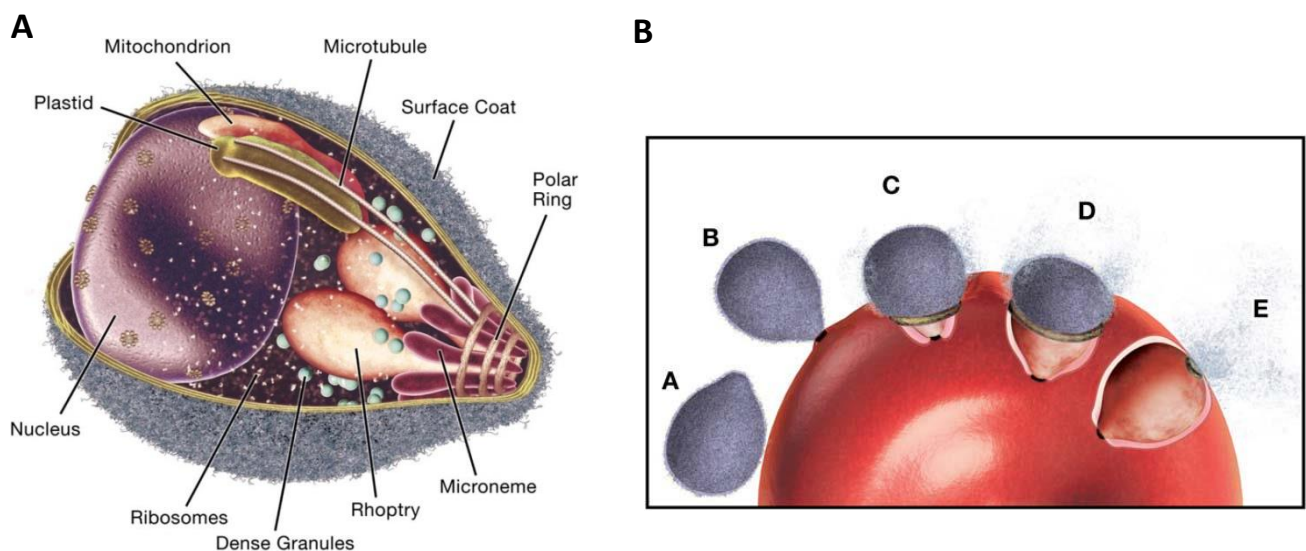 A
Mitochondrion
Microtubule
Plastid
Surface Coat
Polar
Ring
Nucleus
Ribosomes
Dense Granules
Rhoptry
Microneme
B
A
B
C
D
E